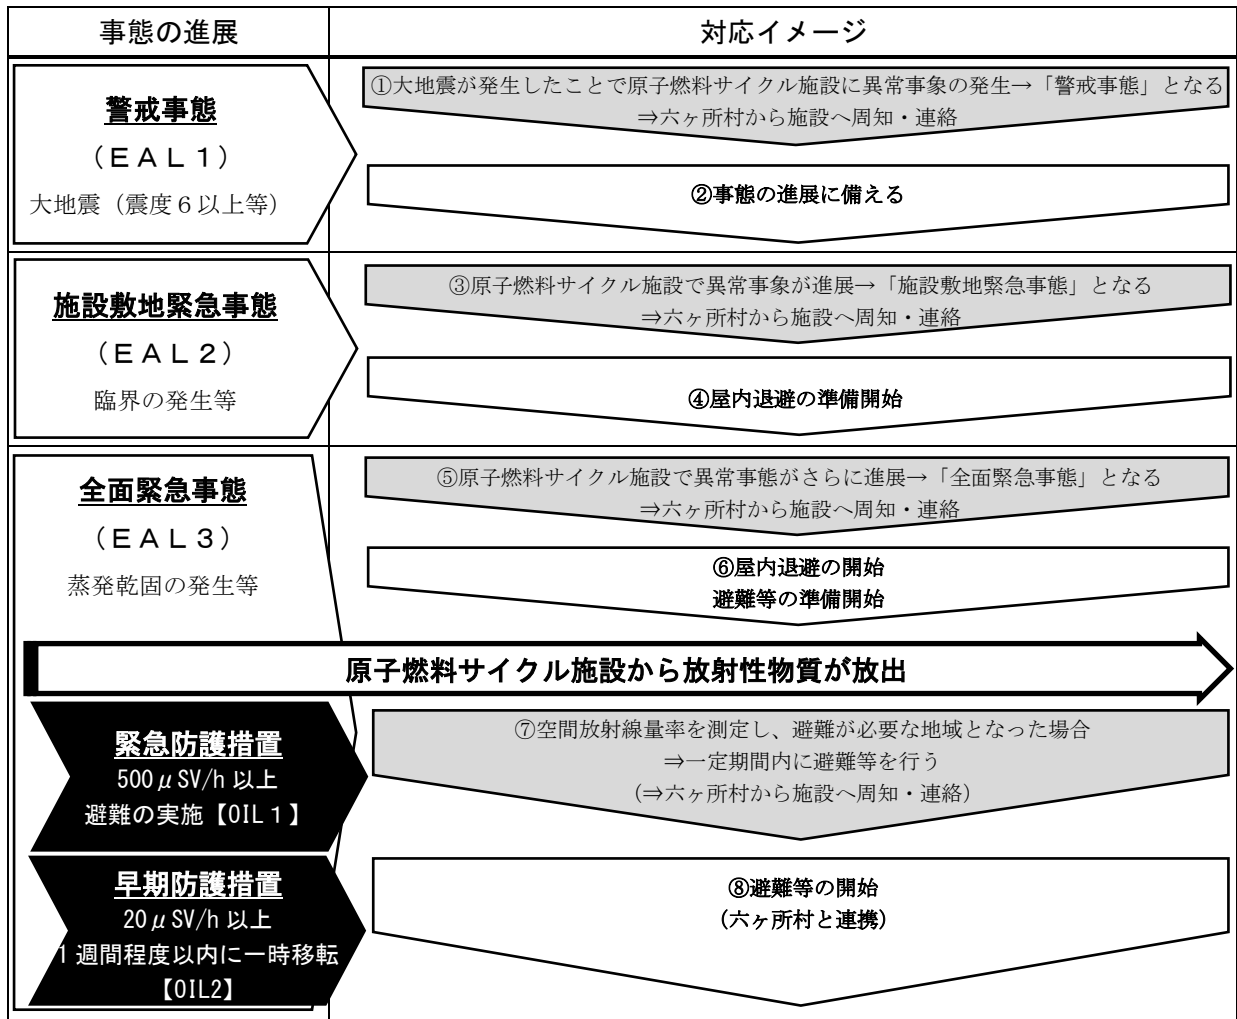 事態の進展
対応イメージ
警戒事態
（ＥＡＬ１）
大地震（震度６以上等）
①大地震が発生したことで原子燃料サイクル施設に異常事象の発生→「警戒事態」となる
⇒六ヶ所村から施設へ周知・連絡
②事態の進展に備える
施設敷地緊急事態
（ＥＡＬ２）
臨界の発生等
③原子燃料サイクル施設で異常事象が進展→「施設敷地緊急事態」となる
⇒六ヶ所村から施設へ周知・連絡
④屋内退避の準備開始
全面緊急事態
（ＥＡＬ３）
蒸発乾固の発生等
⑤原子燃料サイクル施設で異常事態がさらに進展→「全面緊急事態」となる
⇒六ヶ所村から施設へ周知・連絡
⑥屋内退避の開始
避難等の準備開始
原子燃料サイクル施設から放射性物質が放出
緊急防護措置
500μSV/h 以上
避難の実施【OIL１】
⑦空間放射線量率を測定し、避難が必要な地域となった場合
⇒一定期間内に避難等を行う
（⇒六ヶ所村から施設へ周知・連絡）
早期防護措置
20μSV/h 以上
1 週間程度以内に一時移転
【OIL2】
⑧避難等の開始
（六ヶ所村と連携）